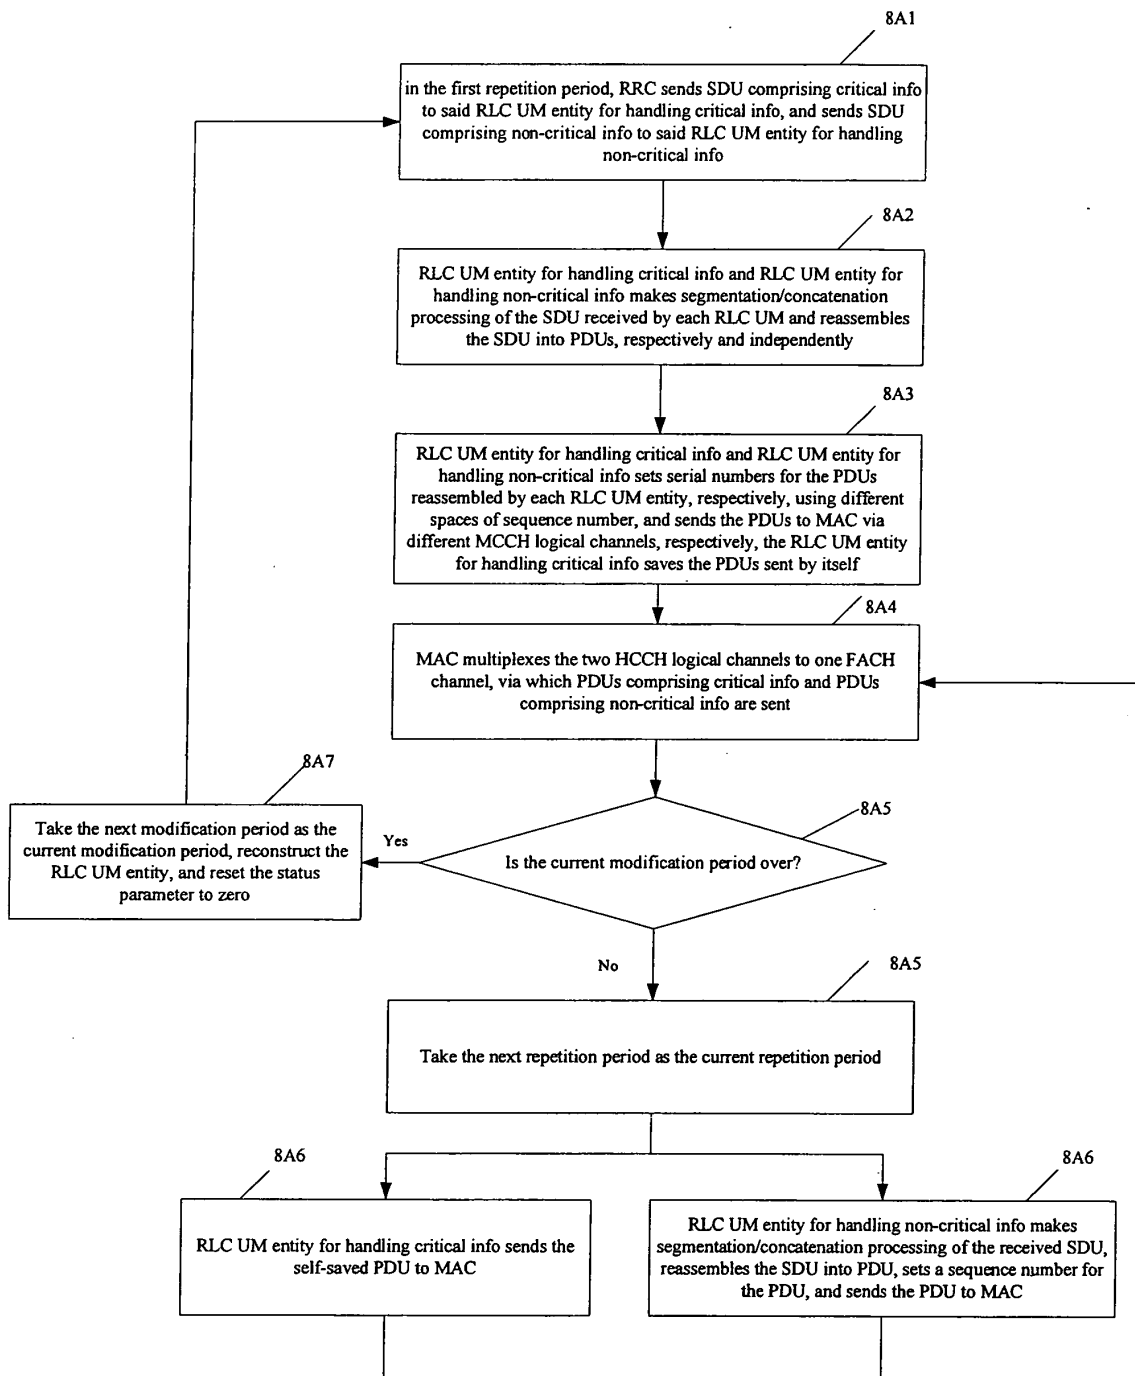 8A1
in the first repetition period, RRC sends SDU comprising critical info
to said RLC UM entity for handling critical info, and sends SDU
comprising non-critical info to said RLC UM entity for handling
non-critical info
8A2
RLC UM entity for handling critical info and RLC UM entity for
handling non-critical info makes segmentation/concatenation
processing of the SDU received by each RLC UM and reassembles
the SDU into PDUs, respectively and independently
8A3
RLC UM entity for handling critical info and RLC UM entity for
handling non-critical info sets serial numbers for the PDUs
reassembled by each RLC UM entity, respectively, using different
spaces of sequence number, and sends the PDUs to MAC via
different MCCH logical channels, respectively, the RLC UM entity
for handling critical info saves the PDUs sent by itself
8A4
MAC multiplexes the two HCCH logical channels to one FACH
channel, via which PDUs comprising critical info and PDUs
comprising non-critical info are sent
8A7
Take the next modification period as the
current modification period, reconstruct the
RLC UM entity, and reset the status
parameter to zero
Yes
8A5
Is the current modification period over?
No
8A5
Take the next repetition period as the current repetition period
8A6
RLC UM entity for handling critical info sends the
self-saved PDU to MAC
8A6
RLC UM entity for handling non-critical info makes
segmentation/concatenation processing of the received SDU,
reassembles the SDU into PDU, sets a sequence number for
the PDU, and sends the PDU to MAC